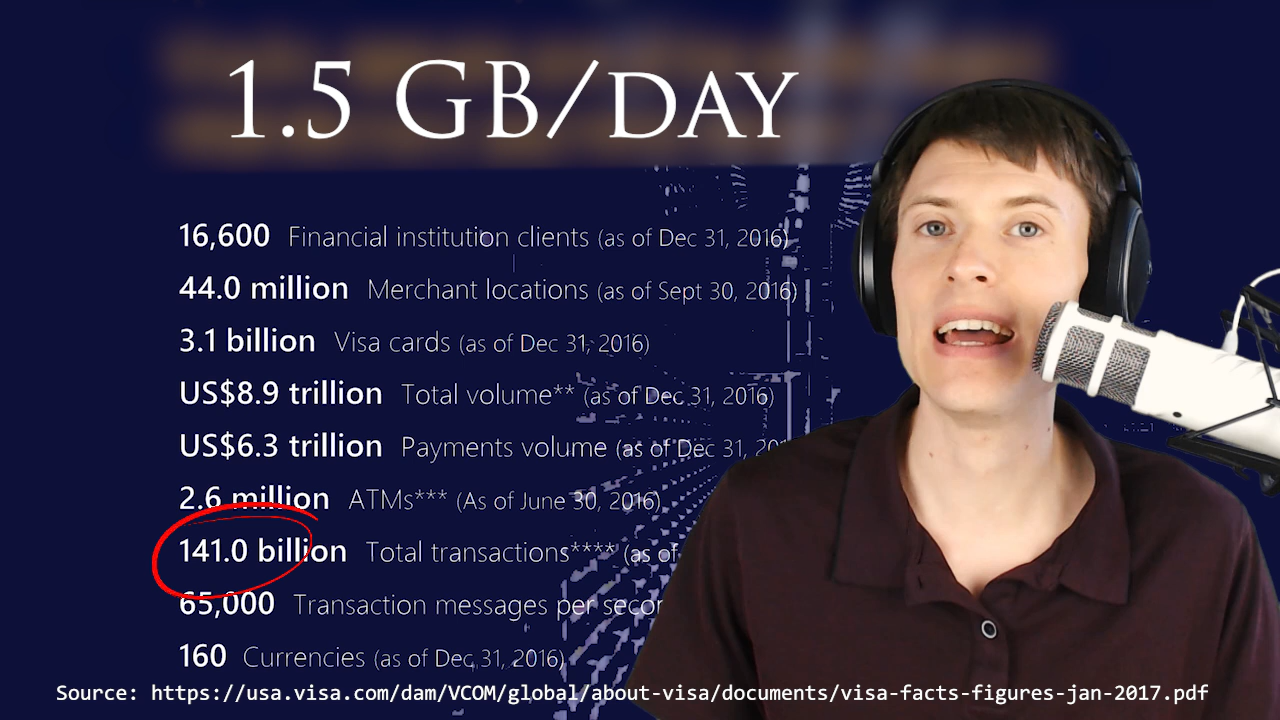 1.5 GB/DAY
16,600 Financial institution clients (as of Dec 31, 2016)
44.0 million Merchant locations (as of Sept 30, 2016)
3.1 billion Visa cards (as of Dec 31, 2016)
US$8.9 trillion Total volume** (as of Dec 31, 2016)
US$6.3 trillion Payments volume (as of Dec 31,
2.6 million ATMs*** (As of June 30, 2016)
141.0 billion Total transactions**** (as of
65,000 Transaction messages per
160 Currencies (as of Dec 31, 2016)
Source: https://usa.visa.com/dam/VCOM/global/about-visa/documents/visa-facts-figures-jan-2017.pdf